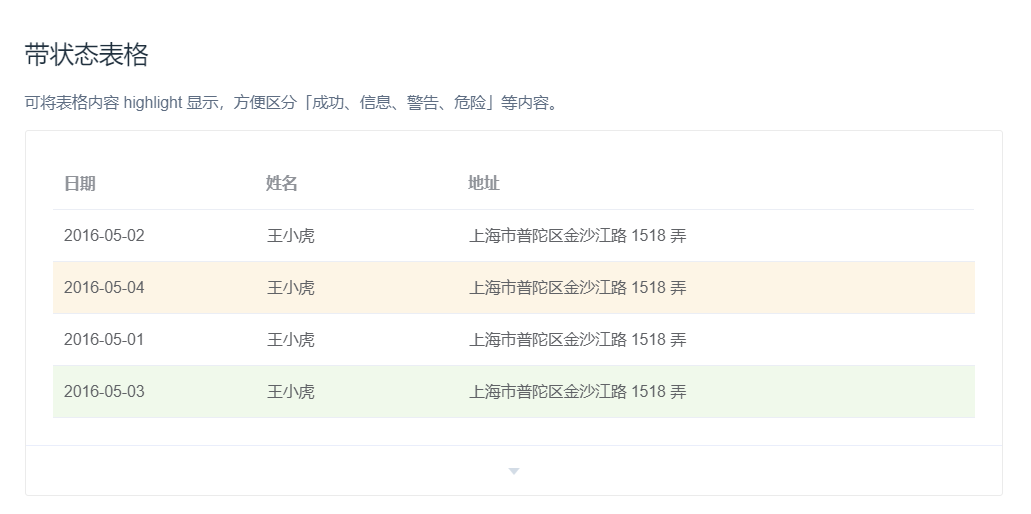 带状态表格
可将表格内容 highlight 显示，方便区分「成功、信息、警告、危险」等内容。
日期 姓名 地址
2016-05-02 王小虎 上海市普陀区金沙江路 1518 弄
2016-05-04 王小虎 上海市普陀区金沙江路 1518 弄
2016-05-01 王小虎 上海市普陀区金沙江路 1518 弄
2016-05-03 王小虎 上海市普陀区金沙江路 1518 弄